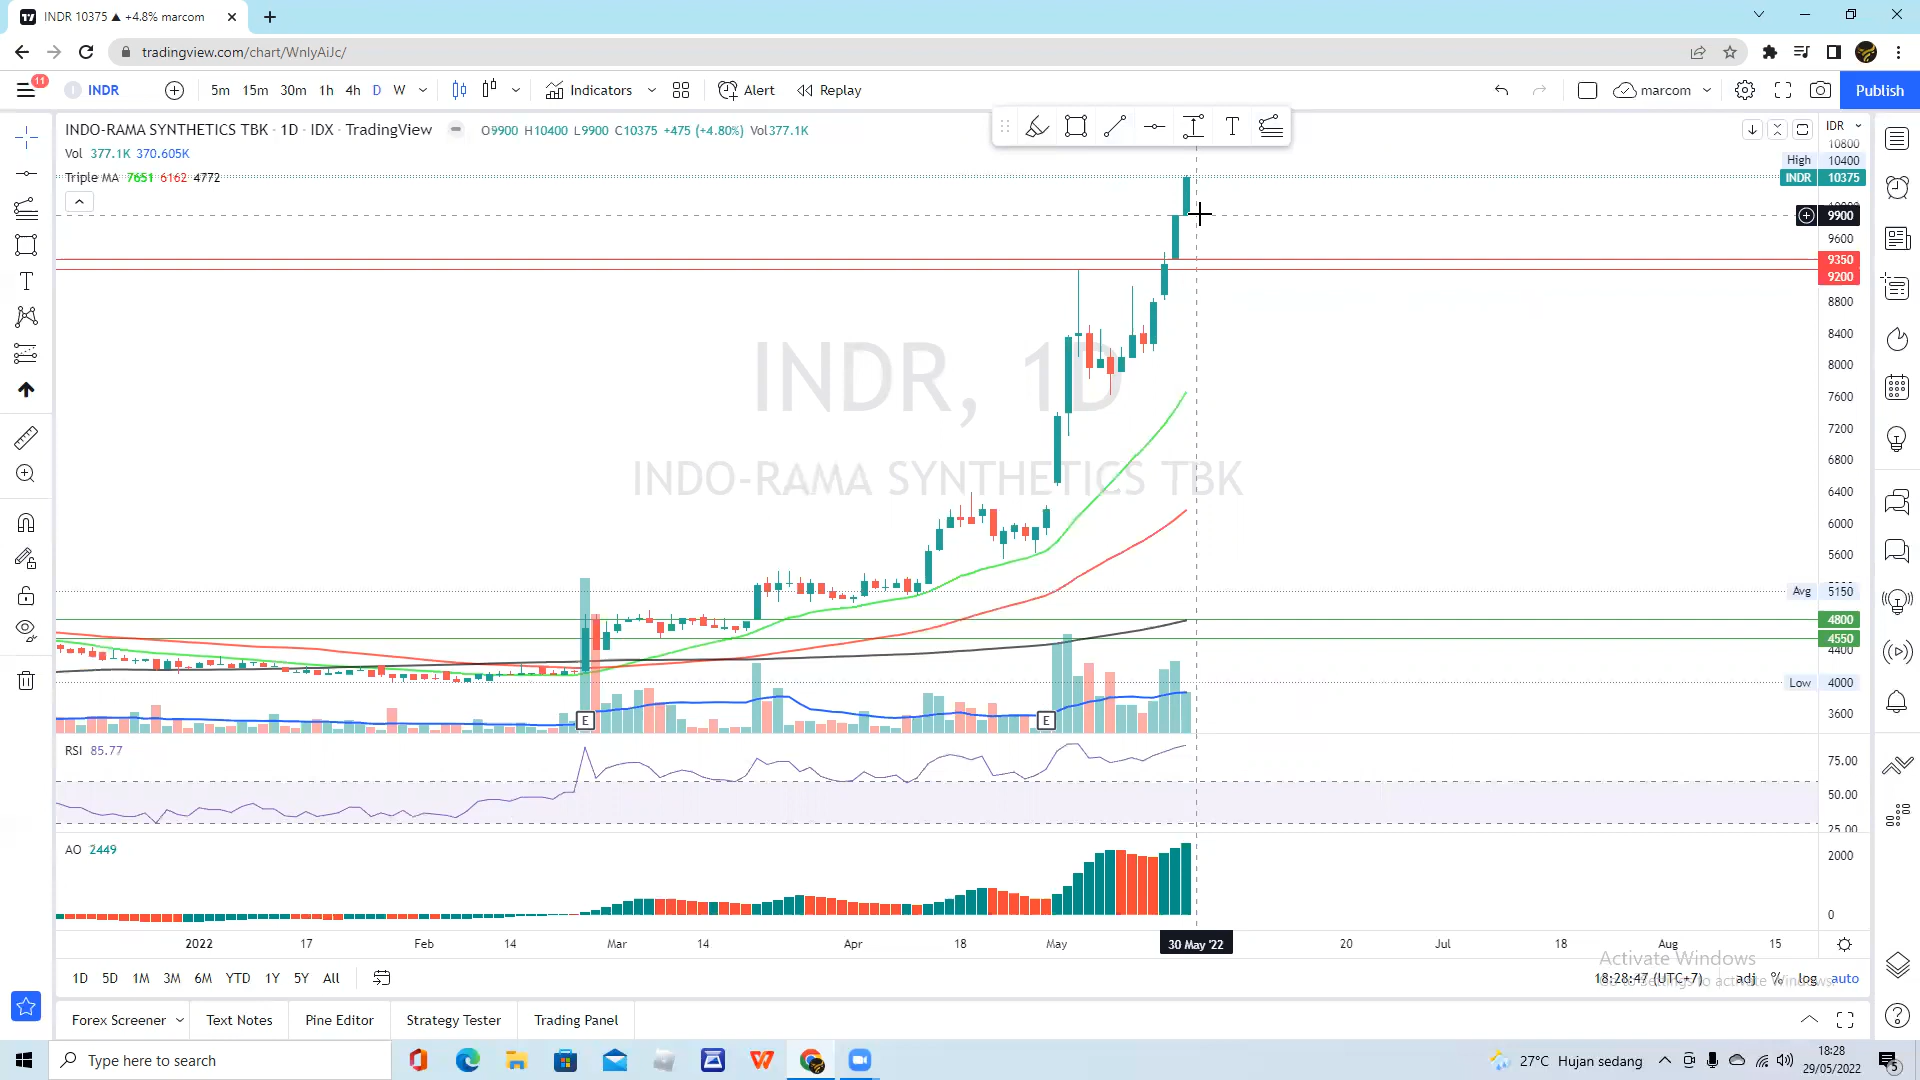 INDR 10375 ▲ +4.8% marcom
tradingview.com/chart/WnlyAiJc/
11
INDR 5m 15m 30m 1h 4h D W Indicators Alert Replay marcom Publish
INDO-RAMA SYNTHETICS TBK · 1D · IDX · TradingView O9900 H10400 L9900 C10375 +475 (+4.80%) Vol377.1K
IDR
Vol 377.1K 370.605K
Triple MA 7651 6162 4772
10800
High 10400
INDR 10375
9900
9600
9350
9200
8800
8400
8000
7600
7200
6800
6400
6000
5600
Avg 5150
4800
4550
4400
Low 4000
3600
INDR, 1D
INDO-RAMA SYNTHETICS TBK
E E
RSI 85.77
75.00
50.00
25.00
AO 2449
2000
0
2022 17 Feb 14 Mar 14 Apr 18 May 30 May '22 20 Jul 18 Aug 15
1D 5D 1M 3M 6M YTD 1Y 5Y All
Activate Windows
18:28:47 (UTC+7) adj % log auto
Forex Screener Text Notes Pine Editor Strategy Tester Trading Panel
Type here to search
27°C Hujan sedang
18:28
29/05/2022
5